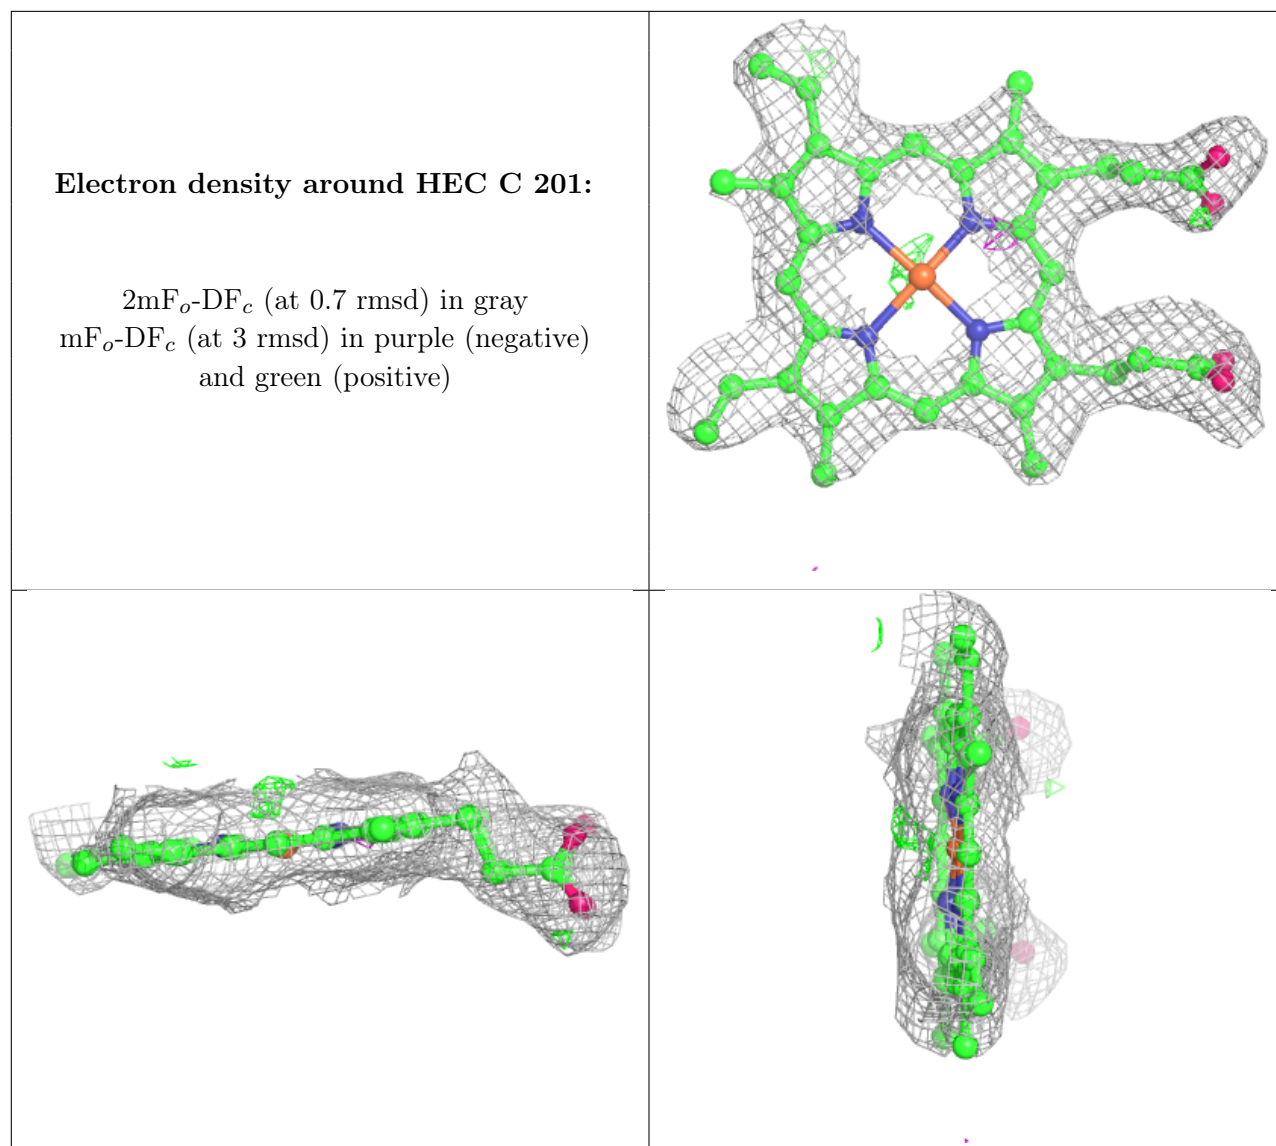 Electron density around HEC C 201:
2mFₒ-DF𝑐 (at 0.7 rmsd) in gray
mFₒ-DF𝑐 (at 3 rmsd) in purple (negative)
and green (positive)